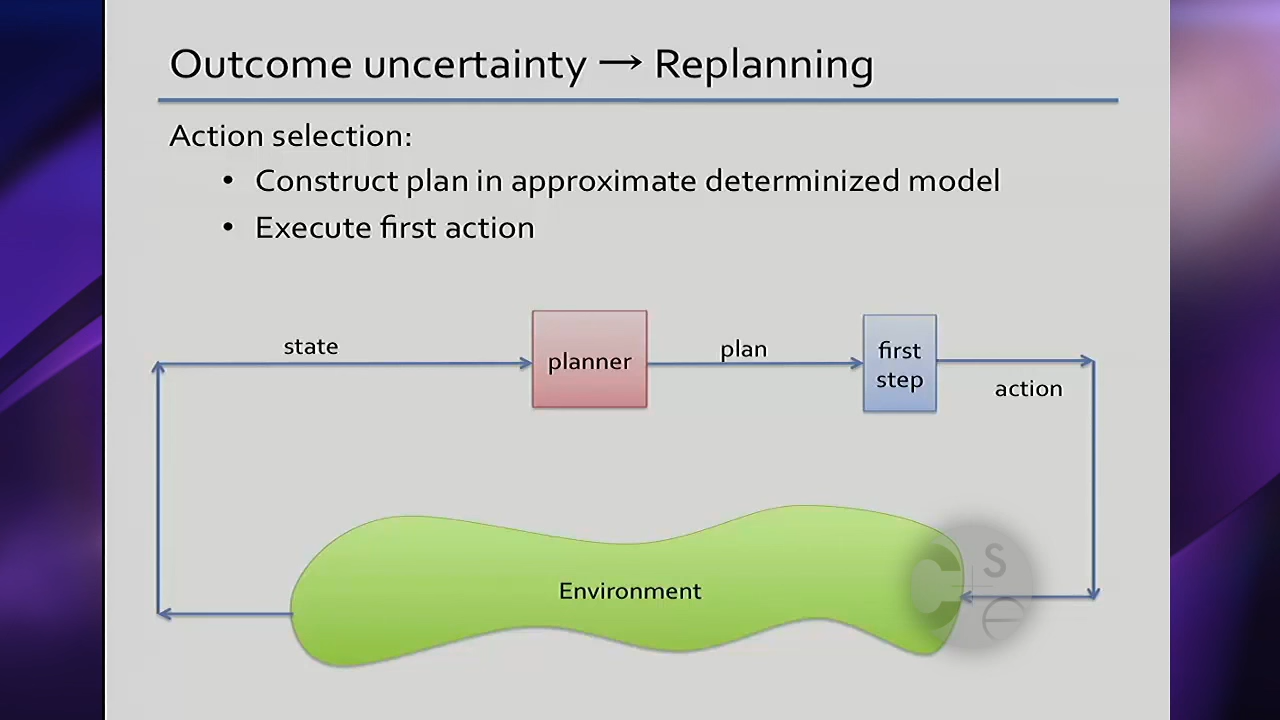 Outcome uncertainty → Replanning
Action selection:
• Construct plan in approximate determinized model
• Execute first action
state
planner
plan
first
step
action
Environment
C S
e